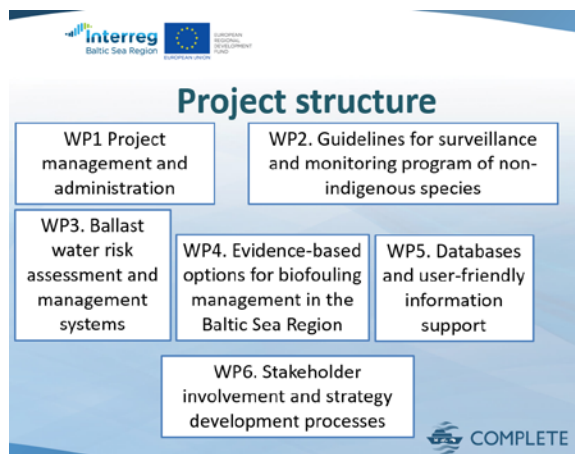 Interreg
Baltic Sea Region
EUROPEAN UNION
EUROPEAN
REGIONAL
DEVELOPMENT
FUND
Project structure
WP1 Project
management and
administration
WP2. Guidelines for surveillance
and monitoring program of non-
indigenous species
WP3. Ballast
water risk
assessment and
management
systems
WP4. Evidence-based
options for biofouling
management in the
Baltic Sea Region
WP5. Databases
and user-friendly
information
support
WP6. Stakeholder
involvement and strategy
development processes
COMPLETE